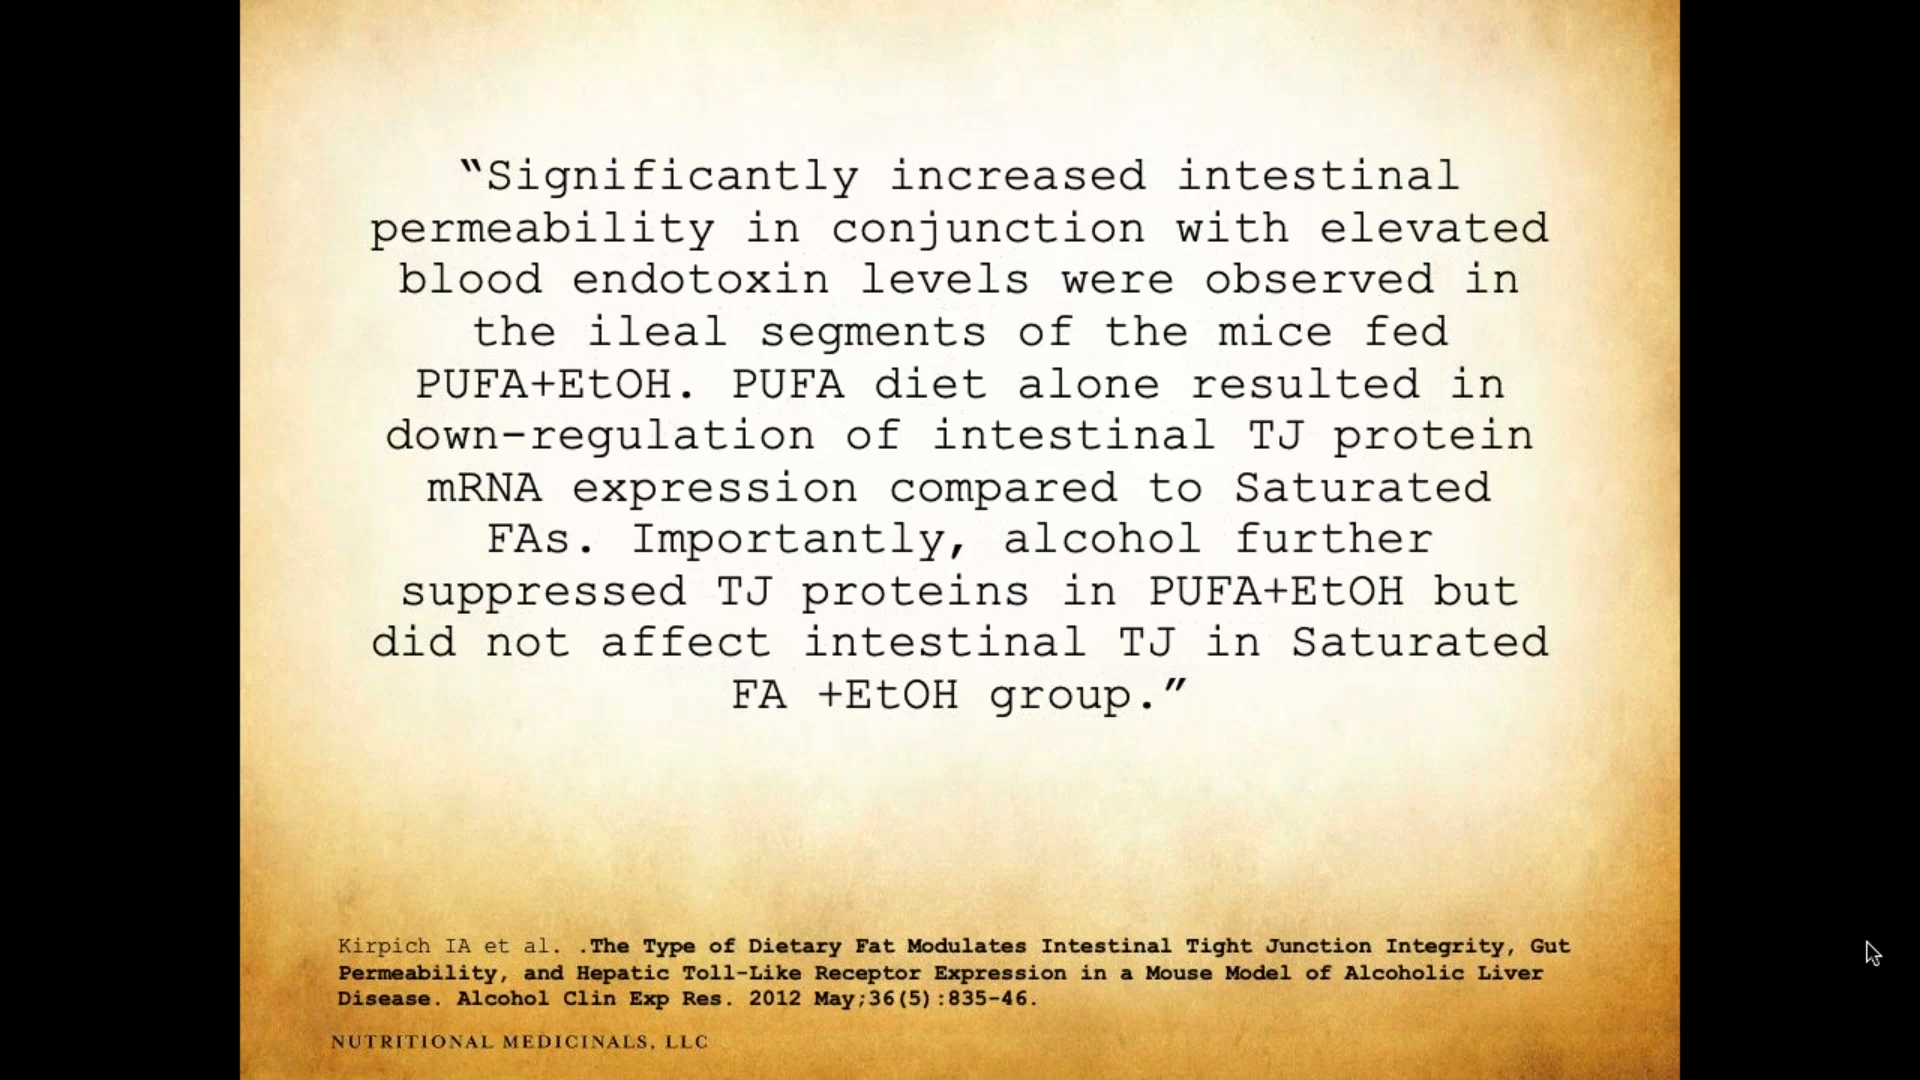 “Significantly increased intestinal
permeability in conjunction with elevated
blood endotoxin levels were observed in
the ileal segments of the mice fed
PUFA+EtOH. PUFA diet alone resulted in
down-regulation of intestinal TJ protein
mRNA expression compared to Saturated
FAs. Importantly, alcohol further
suppressed TJ proteins in PUFA+EtOH but
did not affect intestinal TJ in Saturated
FA +EtOH group.”
Kirpich IA et al. .The Type of Dietary Fat Modulates Intestinal Tight Junction Integrity, Gut
Permeability, and Hepatic Toll-Like Receptor Expression in a Mouse Model of Alcoholic Liver
Disease. Alcohol Clin Exp Res. 2012 May;36(5):835-46.
NUTRITIONAL MEDICINALS, LLC